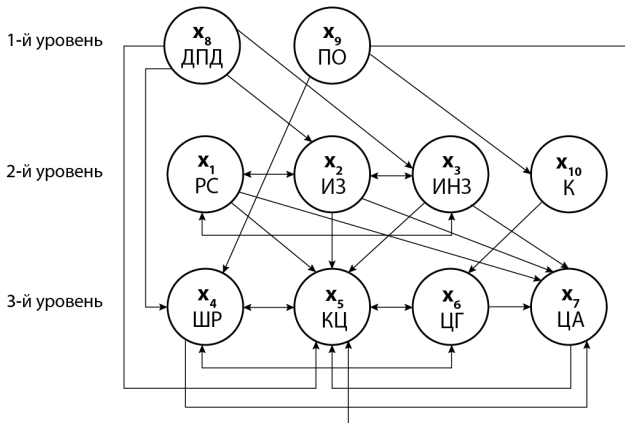 1-й уровень
x8
ДПД
x9
ПО
2-й уровень
x1
РС
x2
ИЗ
x3
ИНЗ
x10
К
3-й уровень
x4
ШР
x5
КЦ
x6
ЦГ
x7
ЦА